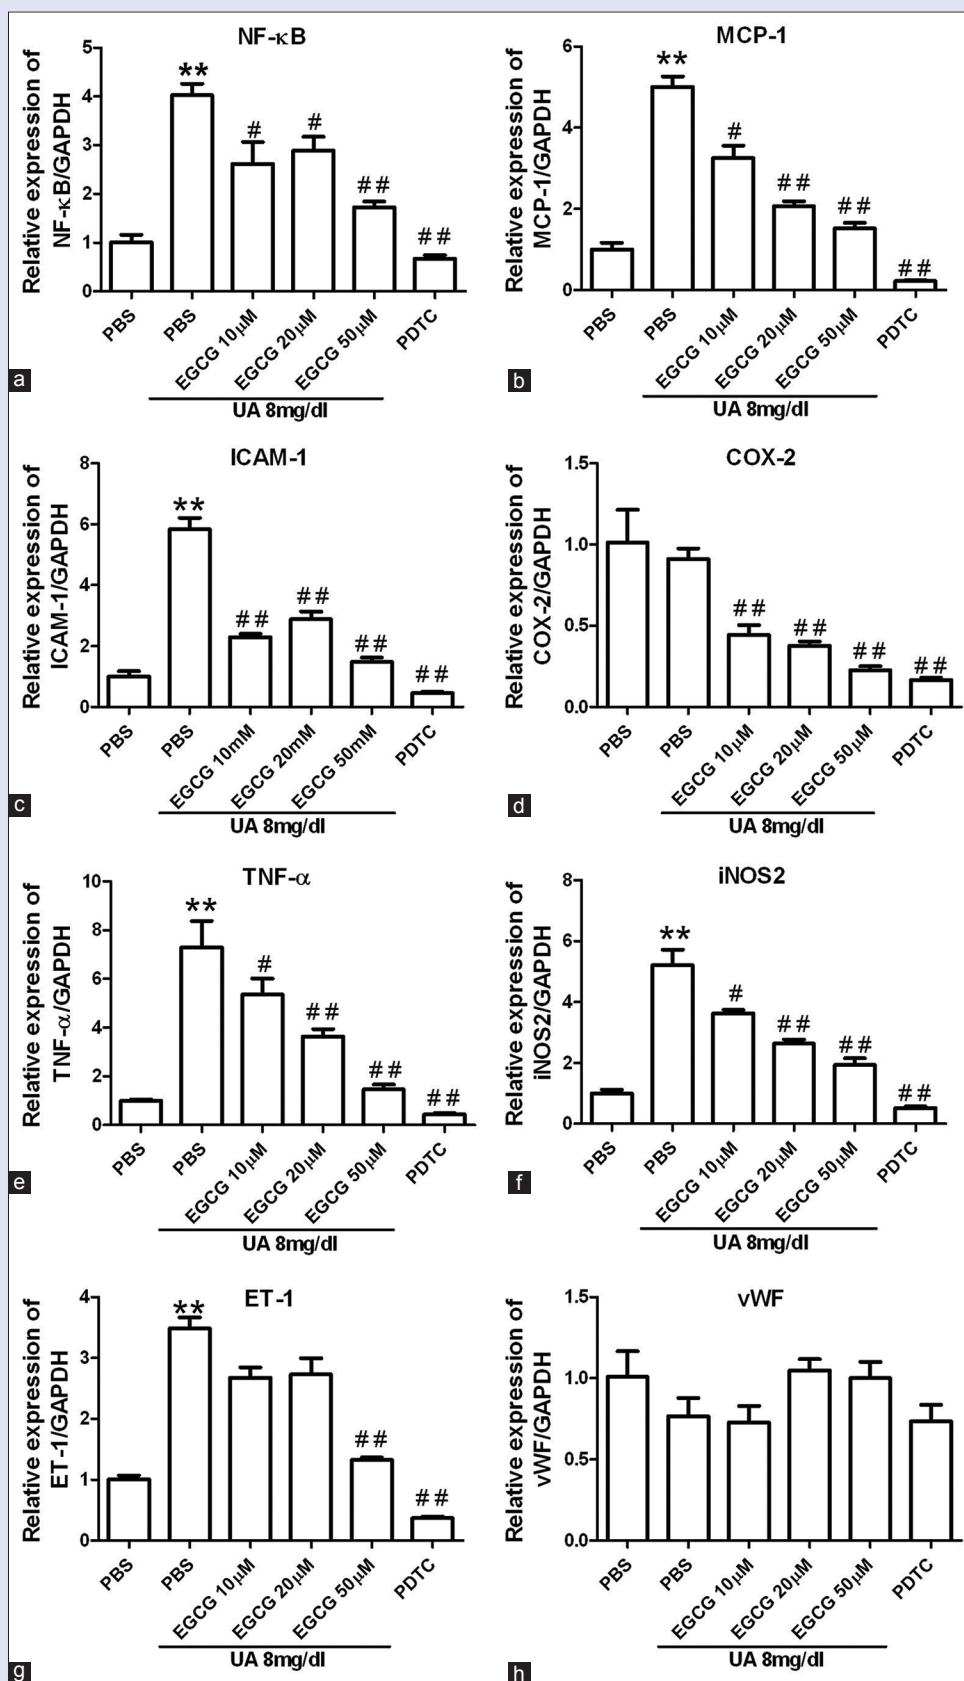 NF-κB
Relative expression of
NF-κB/GAPDH
5
4
3
2
1
0
**
#
#
##
##
PBS
PBS
EGCG 10μM
EGCG 20μM
EGCG 50μM
PDTC
UA 8mg/dl
a
MCP-1
Relative expression of
MCP-1/GAPDH
6
4
2
0
**
#
##
##
##
PBS
PBS
EGCG 10μM
EGCG 20μM
EGCG 50μM
PDTC
UA 8mg/dl
b
ICAM-1
Relative expression of
ICAM-1/GAPDH
8
6
4
2
0
**
##
##
##
##
PBS
PBS
EGCG 10mM
EGCG 20mM
EGCG 50mM
PDTC
UA 8mg/dl
c
COX-2
Relative expression of
COX-2/GAPDH
1.5
1.0
0.5
0.0
##
##
##
##
PBS
PBS
EGCG 10μM
EGCG 20μM
EGCG 50μM
PDTC
UA 8mg/dl
d
TNF-α
Relative expression of
TNF-α/GAPDH
10
8
6
4
2
0
**
#
##
##
##
PBS
PBS
EGCG 10μM
EGCG 20μM
EGCG 50μM
PDTC
UA 8mg/dl
e
iNOS2
Relative expression of
iNOS2/GAPDH
8
6
4
2
0
**
#
##
##
##
PBS
PBS
EGCG 10μM
EGCG 20μM
EGCG 50μM
PDTC
UA 8mg/dl
f
ET-1
Relative expression of
ET-1/GAPDH
4
3
2
1
0
**
##
##
PBS
PBS
EGCG 10μM
EGCG 20μM
EGCG 50μM
PDTC
UA 8mg/dl
g
vWF
Relative expression of
vWF/GAPDH
1.5
1.0
0.5
0.0
PBS
PBS
EGCG 10μM
EGCG 20μM
EGCG 50μM
PDTC
UA 8mg/dl
h